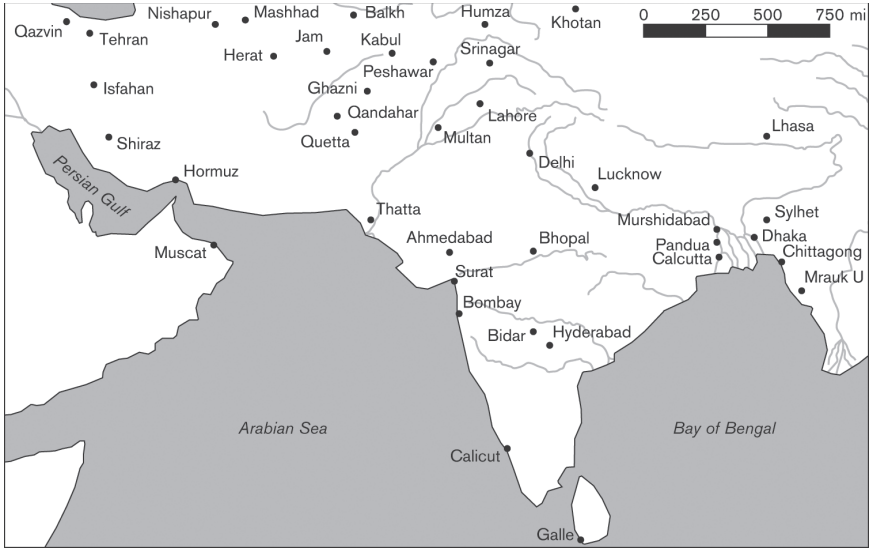 Nishapur
Mashhad
Balkh
Humza
Khotan
0 250 500 750 mi
Qazvin
Tehran
Herat
Jam
Kabul
Srinagar
Peshawar
Isfahan
Ghazni
Qandahar
Lahore
Quetta
Multan
Lhasa
Shiraz
Persian Gulf
Hormuz
Delhi
Lucknow
Thatta
Murshidabad
Sylhet
Muscat
Ahmedabad
Bhopal
Pandua
Dhaka
Calcutta
Chittagong
Surat
Mrauk U
Bombay
Bidar
Hyderabad
Arabian Sea
Bay of Bengal
Calicut
Galle